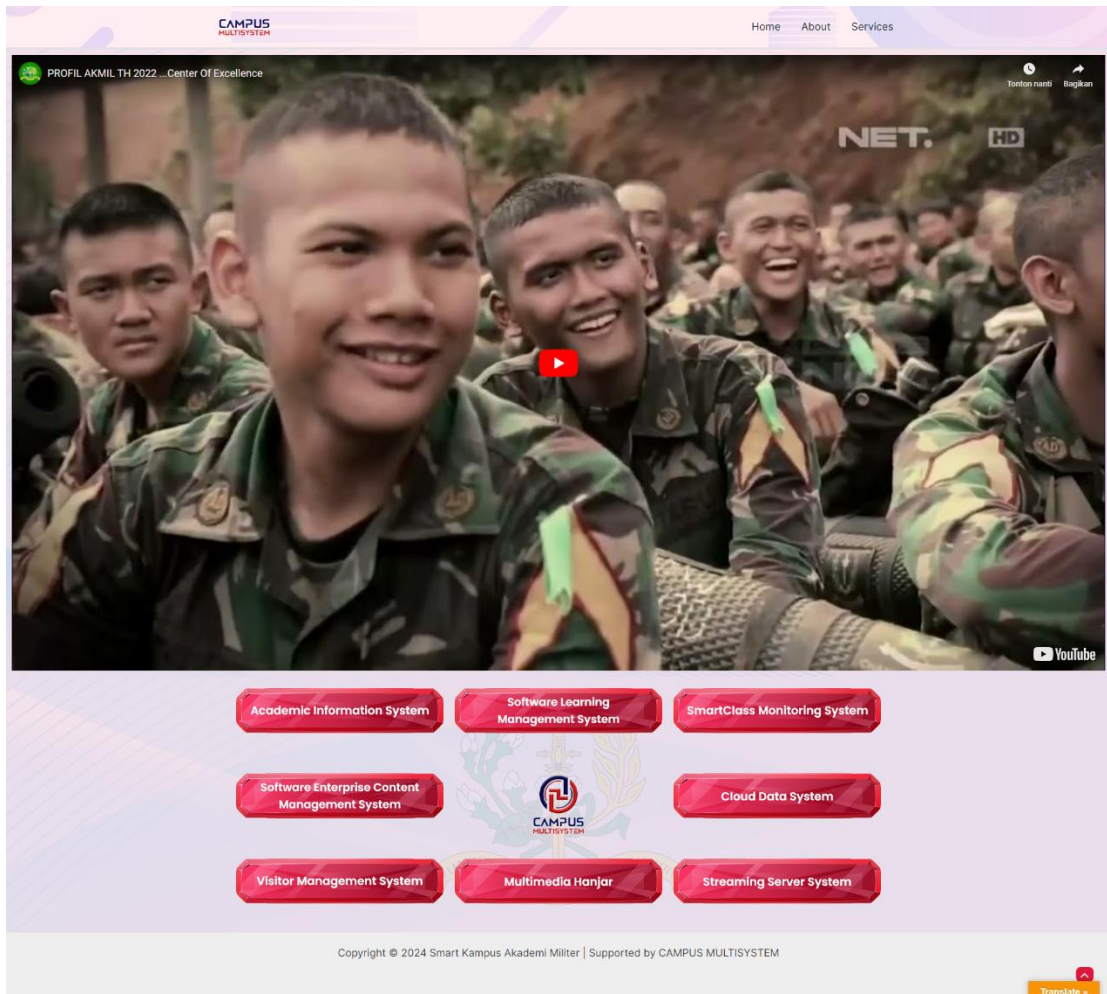 CAMPUS
MULTISYSTEM
Home About Services
PROFIL AKMIL TH 2022 ...Center Of Excellence
Tonton nanti Bagikan
NET. HD
YouTube
Academic Information System
Software Learning
Management System
SmartClass Monitoring System
Software Enterprise Content
Management System
CAMPUS
MULTISYSTEM
Cloud Data System
Visitor Management System
Multimedia Hanjar
Streaming Server System
Copyright © 2024 Smart Kampus Akademi Militer | Supported by CAMPUS MULTISYSTEM
Translate »